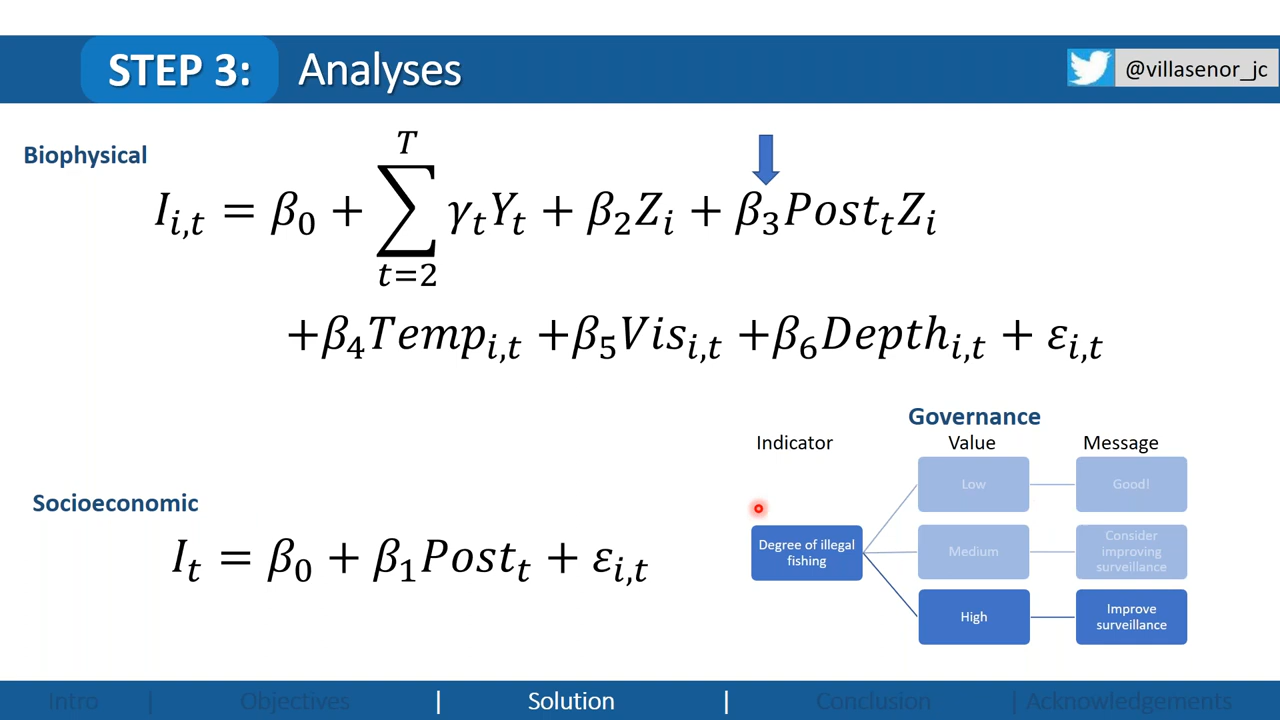 STEP 3: Analyses
@villasenor_jc
Biophysical
I_{i,t} = β_0 + \sum_{t=2}^{T} γ_t Y_t + β_2 Z_i + β_3 Post_t Z_i
+β_4 Temp_{i,t} +β_5 Vis_{i,t} +β_6 Depth_{i,t} + ε_{i,t}
Governance
Indicator Value Message
Low Good!
Degree of illegal
fishing
Medium
Consider
improving
surveillance
High
Improve
surveillance
Socioeconomic
I_t = β_0 + β_1 Post_t + ε_{i,t}
Intro | Objectives | Solution | Conclusion | Acknowledgements